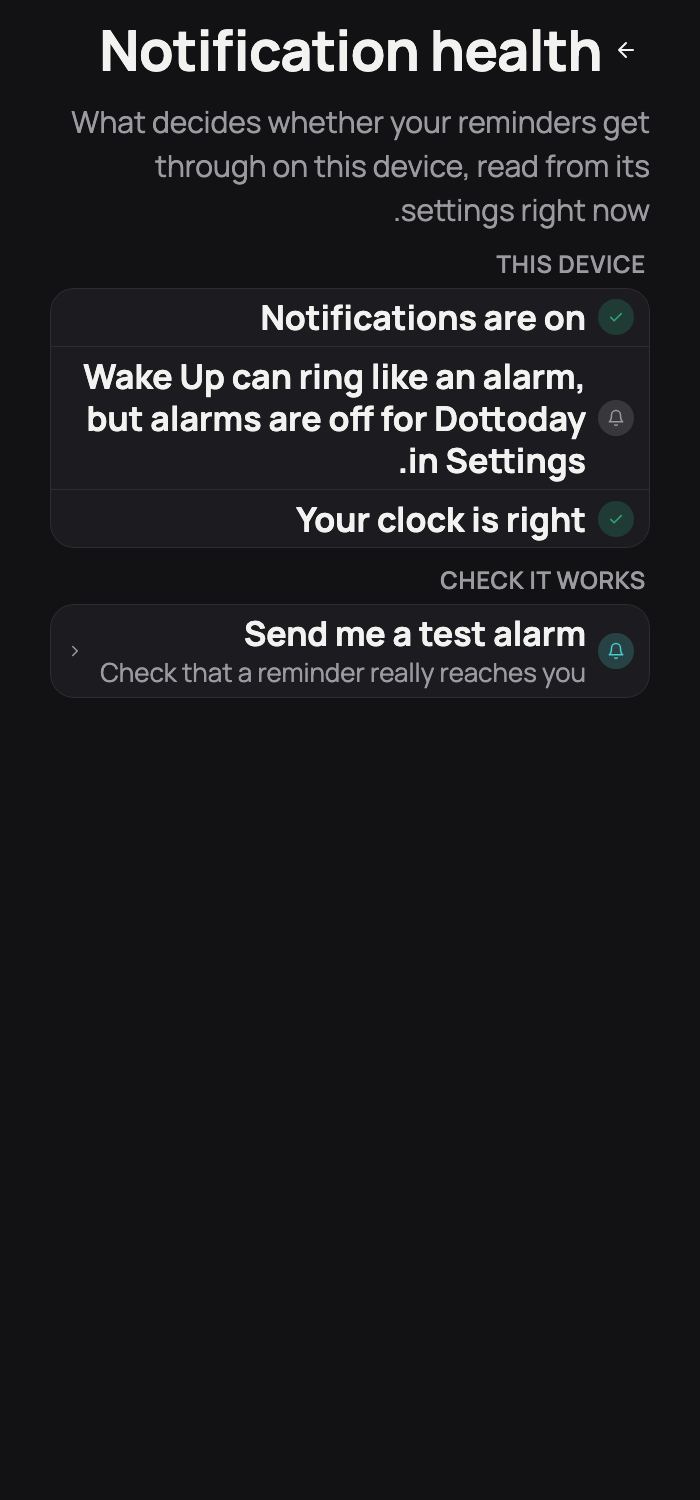 Notification health
What decides whether your reminders get
through on this device, read from its
.settings right now
THIS DEVICE
Notifications are on
Wake Up can ring like an alarm,
but alarms are off for Dottoday
.in Settings
Your clock is right
CHECK IT WORKS
Send me a test alarm
Check that a reminder really reaches you